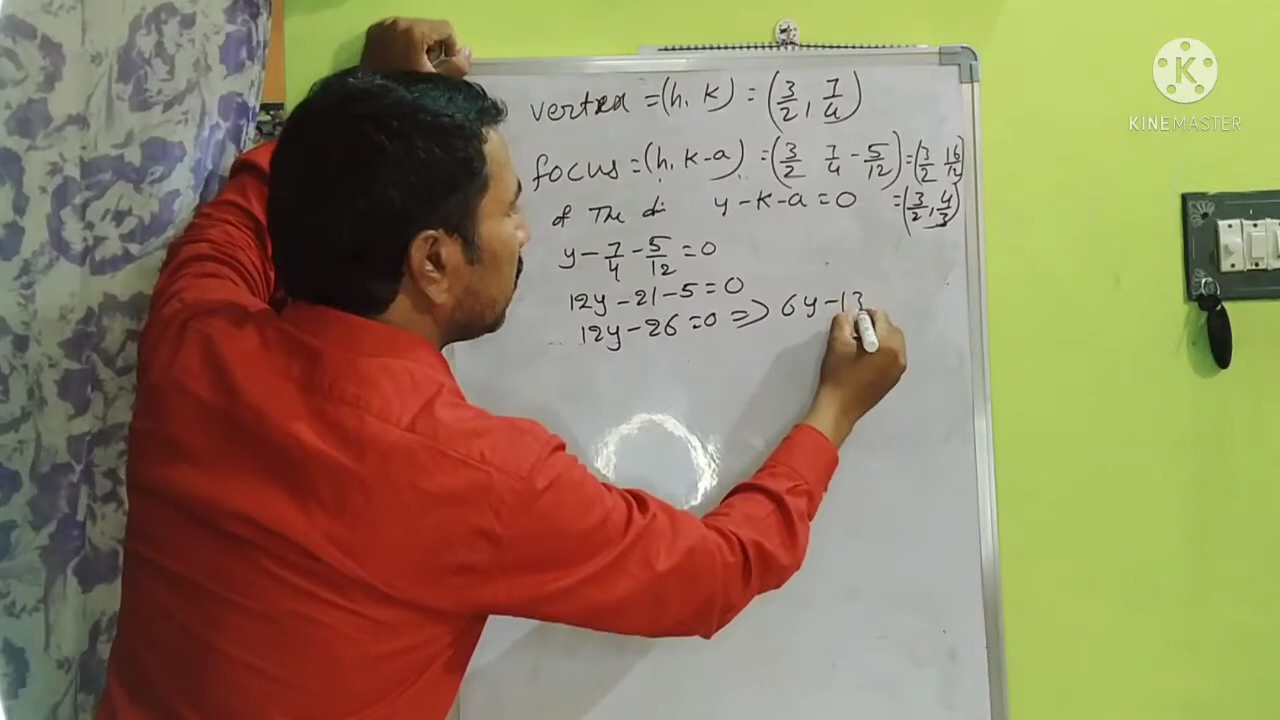 vertex = (h, k) = (3/2, 7/4)
focus = (h, k-a) = (3/2 7/4 - 5/12) = (3/2 16/12)
of The di y - k - a = 0 = (3/2, 4/3)
y - 7/4 - 5/12 = 0
12y - 21 - 5 = 0
12y - 26 = 0 => 6y - 13
KINEMASTER